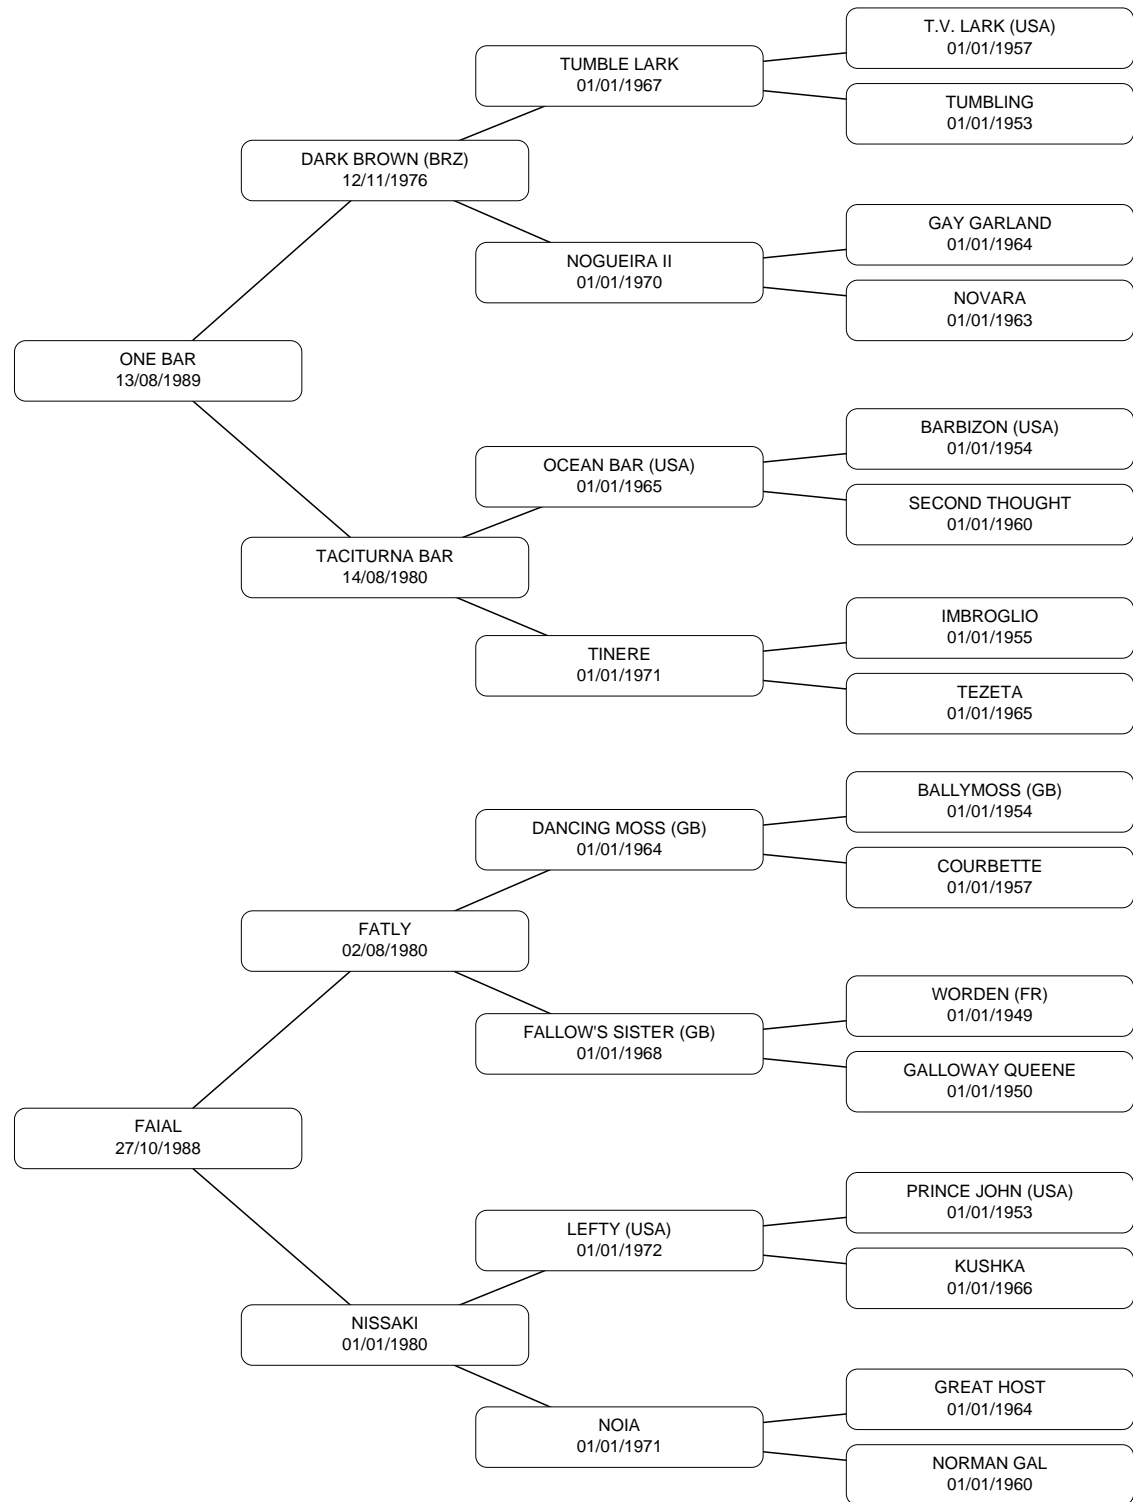 T.V. LARK (USA)
01/01/1957
TUMBLE LARK
01/01/1967
TUMBLING
01/01/1953
DARK BROWN (BRZ)
12/11/1976
GAY GARLAND
01/01/1964
NOGUEIRA II
01/01/1970
NOVARA
01/01/1963
ONE BAR
13/08/1989
BARBIZON (USA)
01/01/1954
OCEAN BAR (USA)
01/01/1965
SECOND THOUGHT
01/01/1960
TACITURNA BAR
14/08/1980
IMBROGLIO
01/01/1955
TINERE
01/01/1971
TEZETA
01/01/1965
BALLYMOSS (GB)
01/01/1954
DANCING MOSS (GB)
01/01/1964
COURBETTE
01/01/1957
FATLY
02/08/1980
WORDEN (FR)
01/01/1949
FALLOW'S SISTER (GB)
01/01/1968
GALLOWAY QUEENE
01/01/1950
FAIAL
27/10/1988
PRINCE JOHN (USA)
01/01/1953
LEFTY (USA)
01/01/1972
KUSHKA
01/01/1966
NISSAKI
01/01/1980
GREAT HOST
01/01/1964
NOIA
01/01/1971
NORMAN GAL
01/01/1960